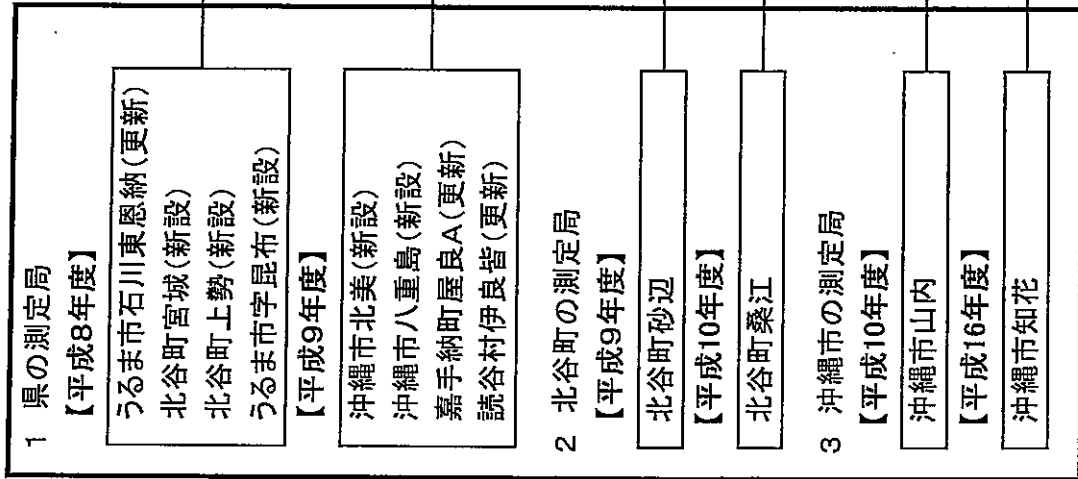 1　県の測定局
【平成8年度】
うるま市石川東恩納(更新)
北谷町宮城(新設)
北谷町上勢(新設)
うるま市字昆布(新設)
【平成9年度】
沖縄市北美(新設)
沖縄市八重島(新設)
嘉手納町屋良A(更新)
読谷村伊良皆(更新)
2　北谷町の測定局
【平成9年度】
北谷町砂辺
【平成10年度】
北谷町桑江
3　沖縄市の測定局
【平成10年度】
沖縄市山内
【平成16年度】
沖縄市知花